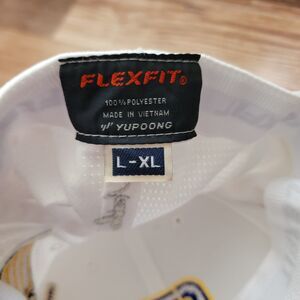 FLEXFIT®
100% POLYESTER
MADE IN VIETNAM
YUPOONG
L-XL